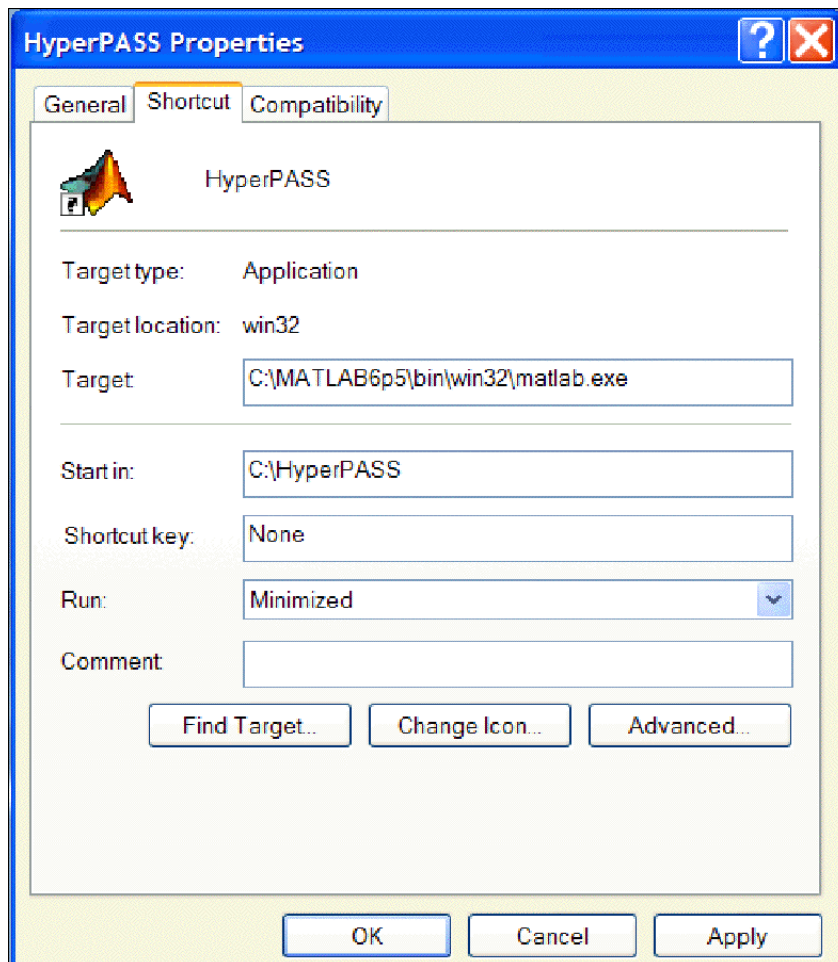 HyperPASS Properties
General Shortcut Compatibility
HyperPASS
Target type: Application
Target location: win32
Target: C:\MATLAB6p5\bin\win32\matlab.exe
Start in: C:\HyperPASS
Shortcut key: None
Run: Minimized
Comment:
Find Target... Change Icon... Advanced...
OK Cancel Apply